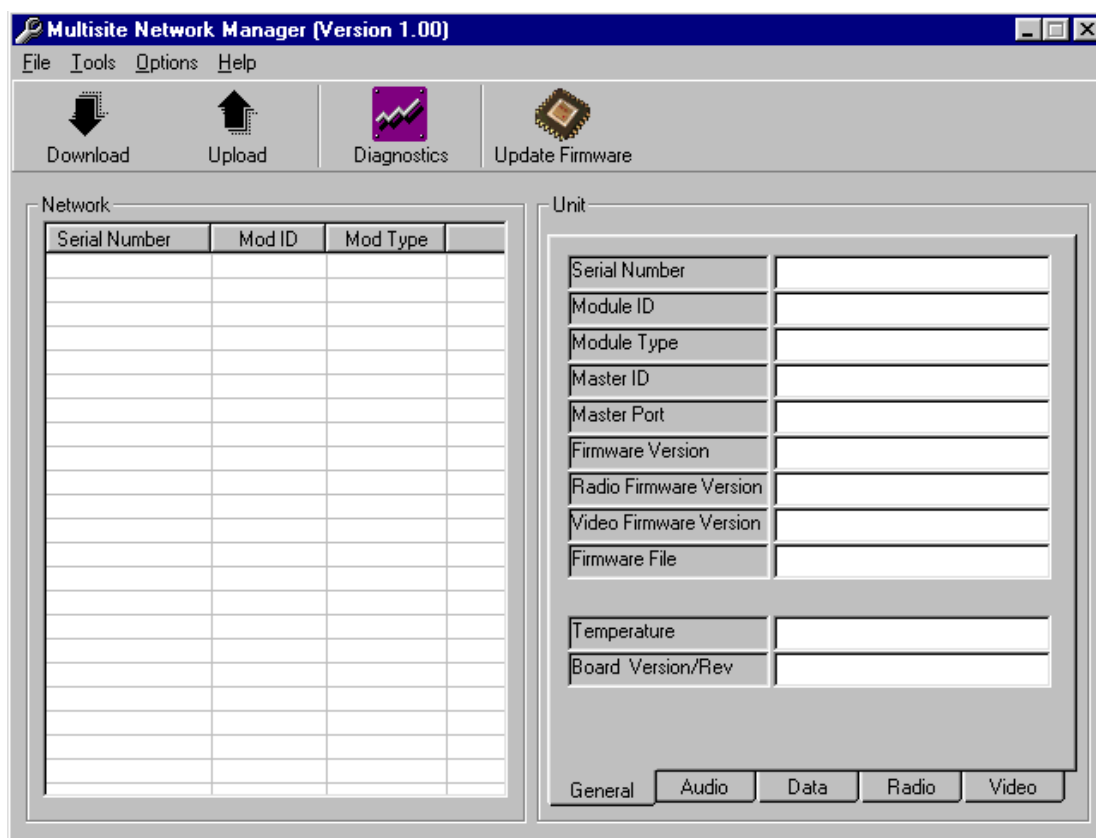 Multisite Network Manager (Version 1.00)
File Tools Options Help
Download Upload Diagnostics Update Firmware
Network
Serial Number Mod ID Mod Type
Unit
Serial Number
Module ID
Module Type
Master ID
Master Port
Firmware Version
Radio Firmware Version
Video Firmware Version
Firmware File
Temperature
Board Version/Rev
General Audio Data Radio Video